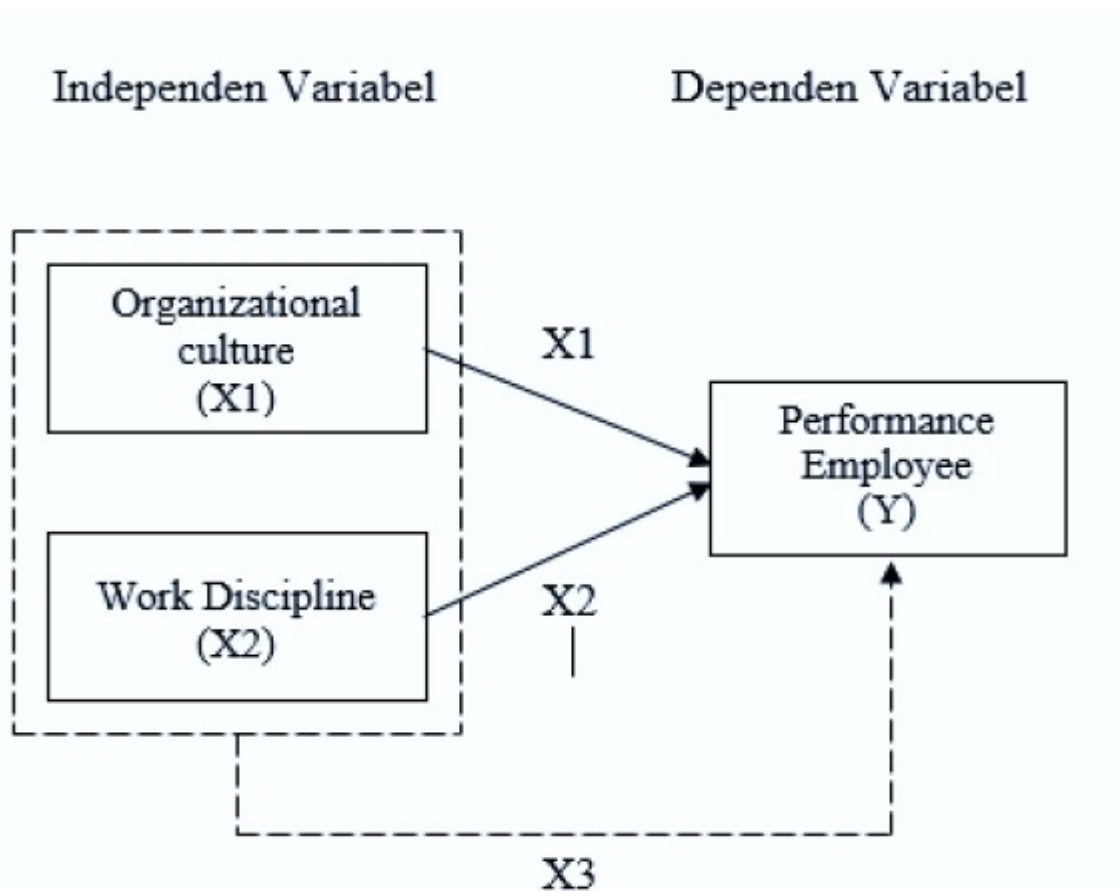 Independen Variabel
Dependen Variabel
Organizational
culture
(X1)
X1
Performance
Employee
(Y)
Work Discipline
(X2)
X2
X3